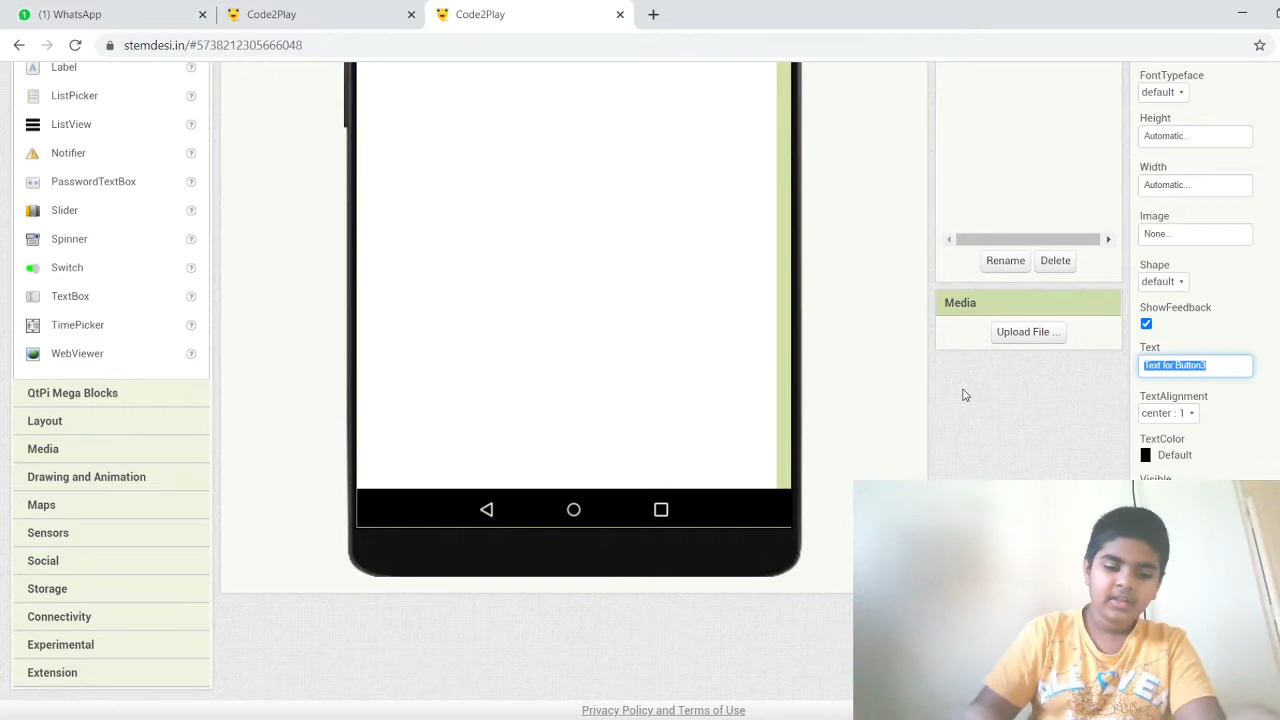 1
(1) WhatsApp
Code2Play
Code2Play
stemdesi.in/#5738212305666048
Label
ListPicker
ListView
Notifier
PasswordTextBox
Slider
Spinner
Switch
TextBox
TimePicker
WebViewer
QtPi Mega Blocks
Layout
Media
Drawing and Animation
Maps
Sensors
Social
Storage
Connectivity
Experimental
Extension
Rename Delete
Media
Upload File ...
FontTypeface
default
Height
Automatic...
Width
Automatic...
Image
None...
Shape
default
ShowFeedback
Text
Text for Button3
TextAlignment
center : 1
TextColor
Default
Visible
Privacy Policy and Terms of Use